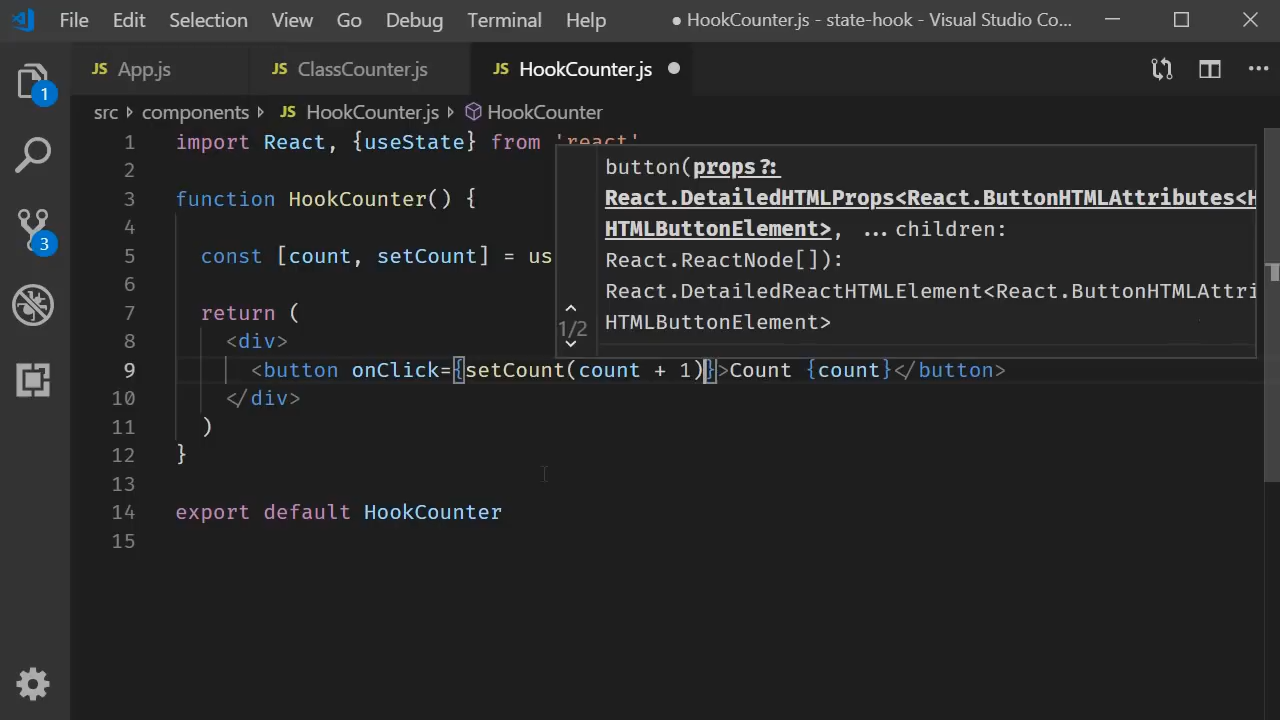 File Edit Selection View Go Debug Terminal Help ● HookCounter.js - state-hook - Visual Studio Co...
JS App.js JS ClassCounter.js JS HookCounter.js ●
src components JS HookCounter.js HookCounter
1
3
1 import React, {useState} from 'react'
2
3 function HookCounter() {
4
5 const [count, setCount] = us
6
7 return (
8 <div>
9 <button onClick={setCount(count + 1)}>Count {count}</button>
10 </div>
11 )
12 }
13
14 export default HookCounter
15
button(props?:
React.DetailedHTMLProps<React.ButtonHTMLAttributes<H
HTMLButtonElement>, ...children:
React.ReactNode[]):
React.DetailedReactHTMLElement<React.ButtonHTMLAttri
HTMLButtonElement>
1/2